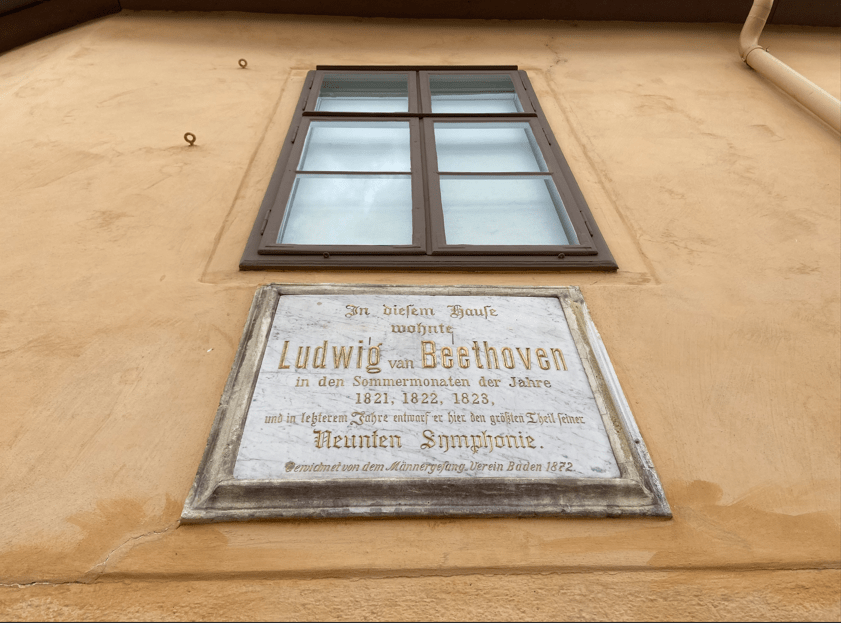 In diesem Hause
wohnte
Ludwig van Beethoven
in den Sommermonaten der Jahre
1821, 1822, 1823,
und in letzterem Jahre entwarf er hier den größten Theil seiner
Neunten Symphonie.
Gewidmet von dem Männergesang Verein Baden 1872.